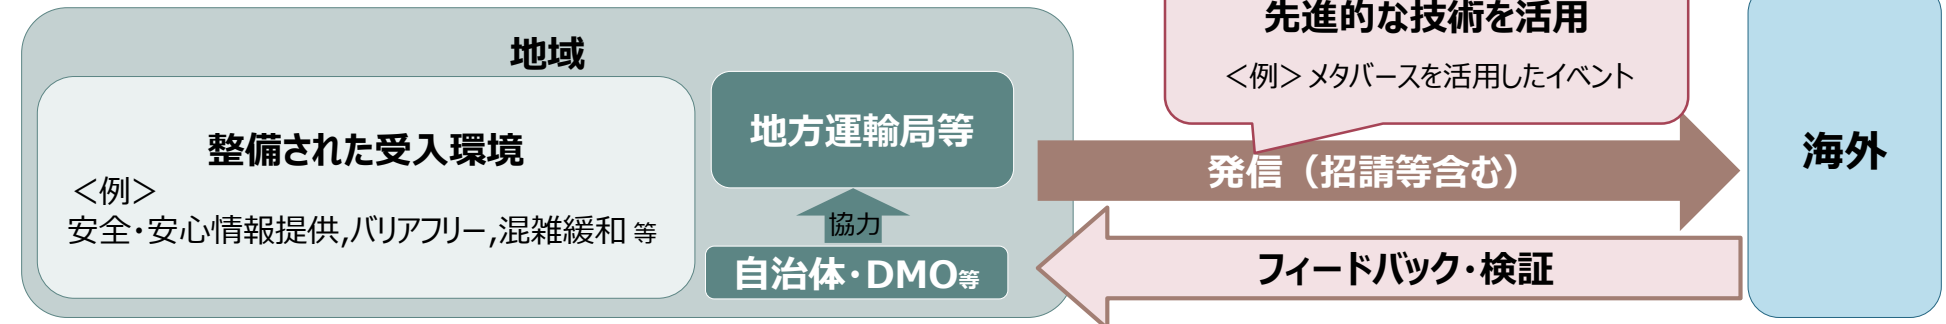 地域
整備された受入環境
＜例＞
安全・安心情報提供,バリアフリー,混雑緩和 等
地方運輸局等
協力
自治体・DMO等
先進的な技術を活用
＜例＞ メタバースを活用したイベント
発信（招請等含む）
フィードバック・検証
海外